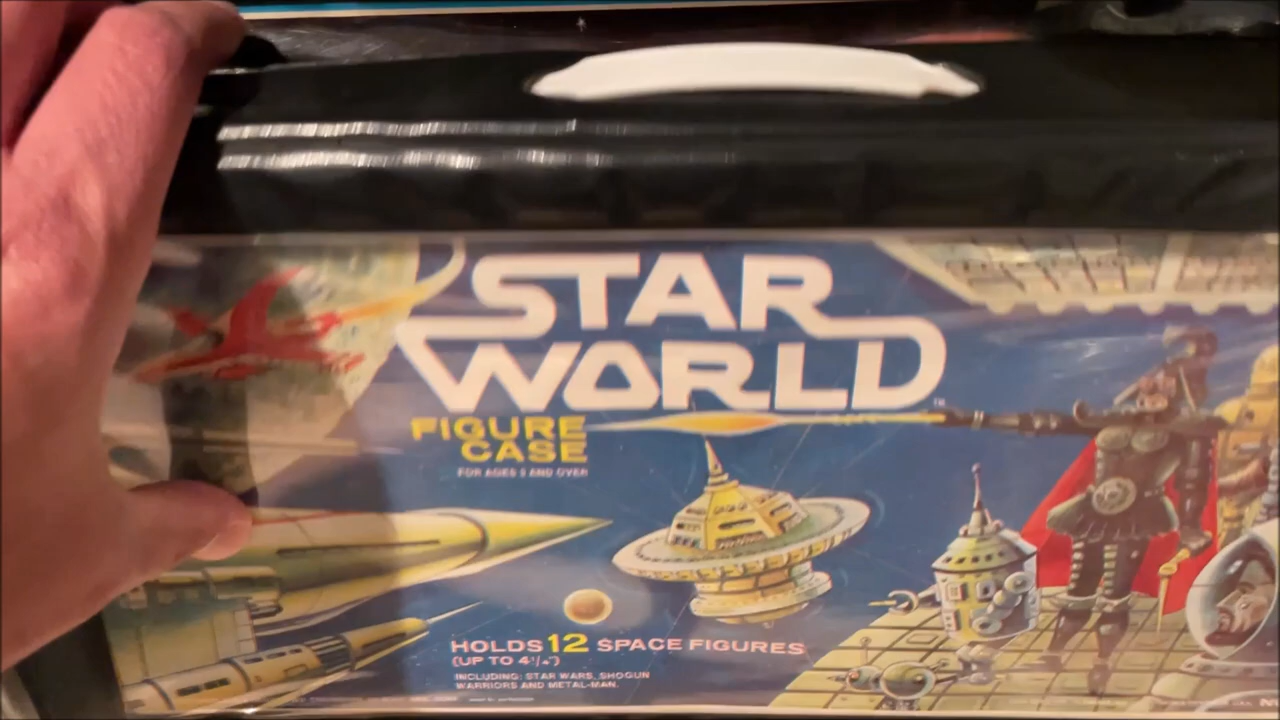 STAR
WORLD
FIGURE
CASE
FOR AGES 5 AND OVER
HOLDS 12 SPACE FIGURES
(UP TO 4¼")
INCLUDING: STAR WARS, SHOGUN
WARRIORS AND METAL-MAN.